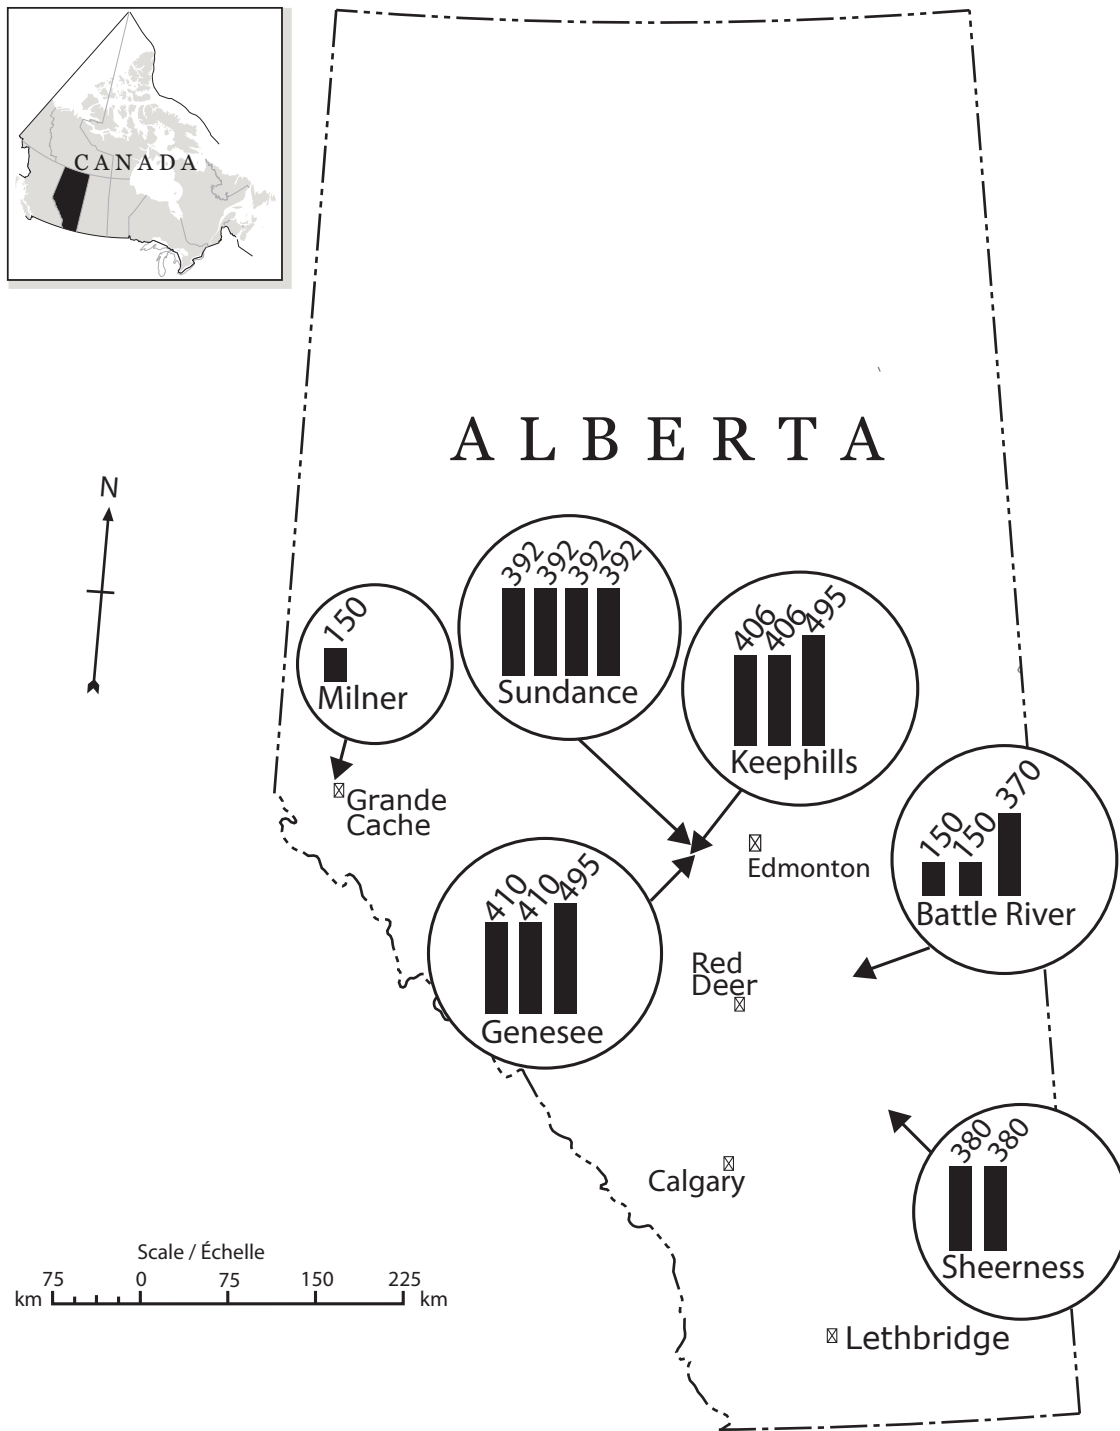 CANADA
ALBERTA
N
392 392 392 392
Sundance
150
Milner
406 406 495
Keephills
Grande
Cache
Edmonton
150 150 370
Battle River
410 410 495
Genesee
Red
Deer
380 380
Sheerness
Calgary
Scale / Échelle
75 0 75 150 225
km km
Lethbridge